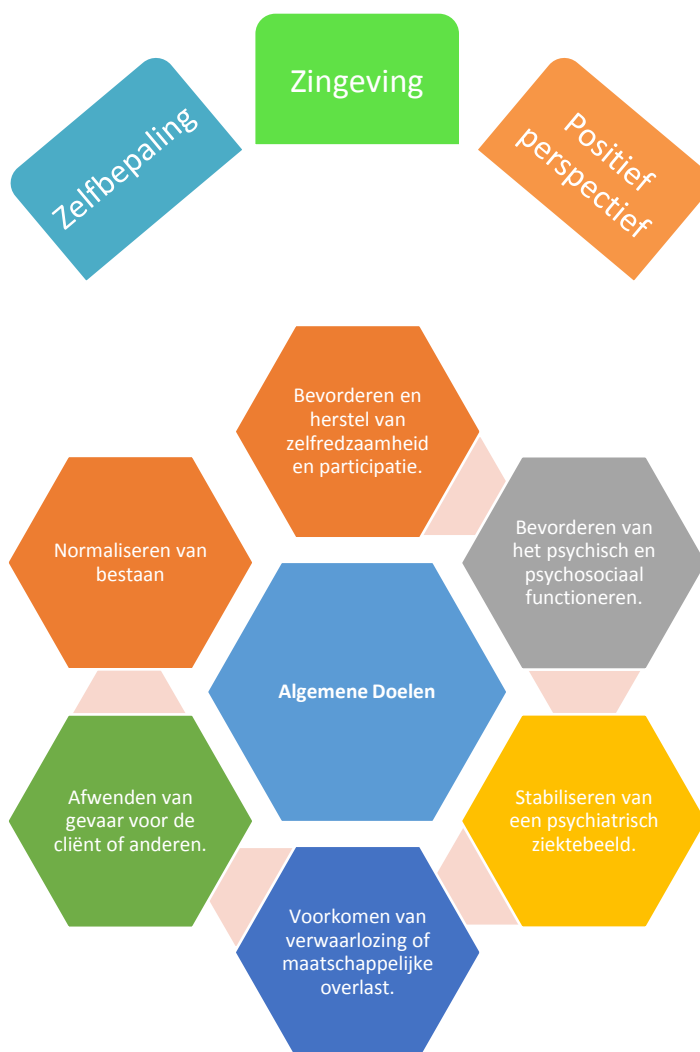 Zelfbepaling
Zingeving
Positief
perspectief
Bevorderen en
herstel van
zelfredzaamheid
en participatie.
Normaliseren van
bestaan
Bevorderen van
het psychisch en
psychosociaal
functioneren.
Algemene Doelen
Afwenden van
gevaar voor de
cliënt of anderen.
Stabiliseren van
een psychiatrisch
ziektebeeld.
Voorkomen van
verwaarlozing of
maatschappelijke
overlast.